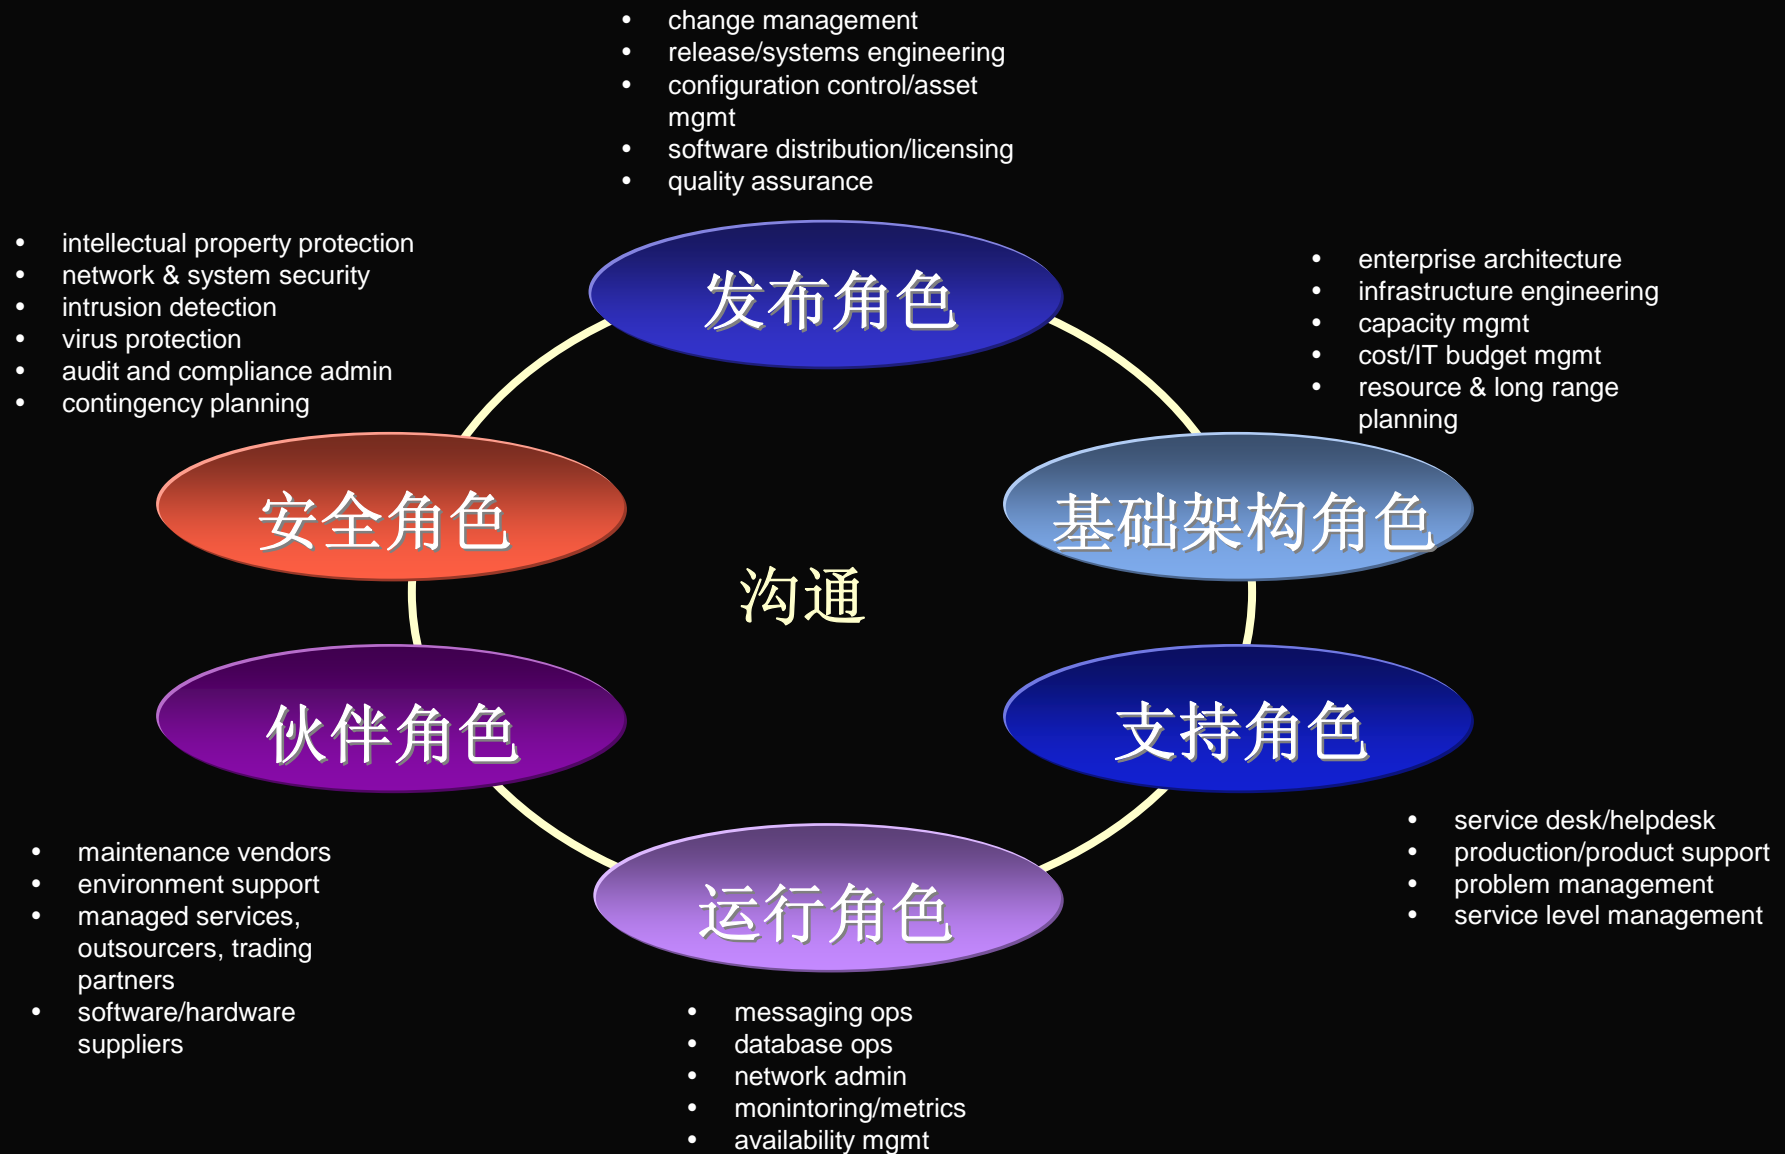 • change management
• release/systems engineering
• configuration control/asset
mgmt
• software distribution/licensing
• quality assurance
发布角色
• intellectual property protection
• network & system security
• intrusion detection
• virus protection
• audit and compliance admin
• contingency planning
安全角色
• enterprise architecture
• infrastructure engineering
• capacity mgmt
• cost/IT budget mgmt
• resource & long range
planning
基础架构角色
沟通
伙伴角色
• maintenance vendors
• environment support
• managed services,
outsourcers, trading
partners
• software/hardware
suppliers
支持角色
• service desk/helpdesk
• production/product support
• problem management
• service level management
运行角色
• messaging ops
• database ops
• network admin
• monintoring/metrics
• availability mgmt